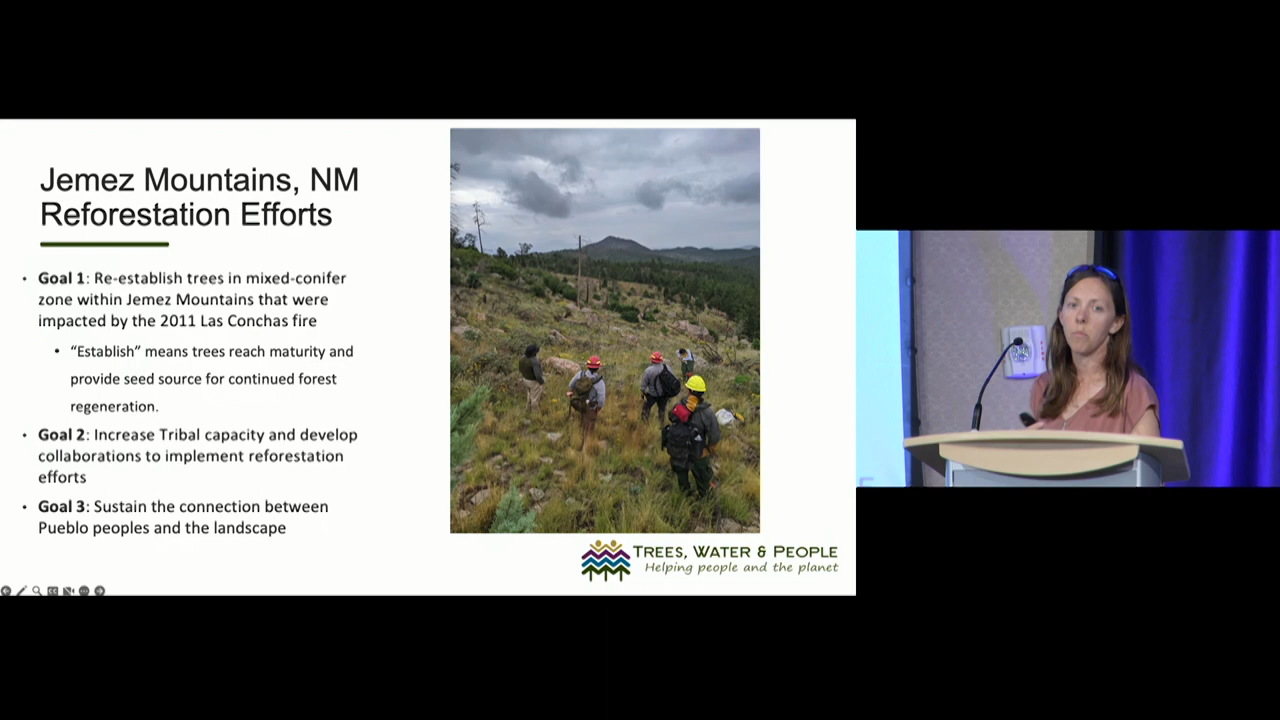 Jemez Mountains, NM
Reforestation Efforts
• Goal 1: Re-establish trees in mixed-conifer
zone within Jemez Mountains that were
impacted by the 2011 Las Conchas fire
• “Establish” means trees reach maturity and
provide seed source for continued forest
regeneration.
• Goal 2: Increase Tribal capacity and develop
collaborations to implement reforestation
efforts
• Goal 3: Sustain the connection between
Pueblo peoples and the landscape
TREES, WATER & PEOPLE
Helping people and the planet